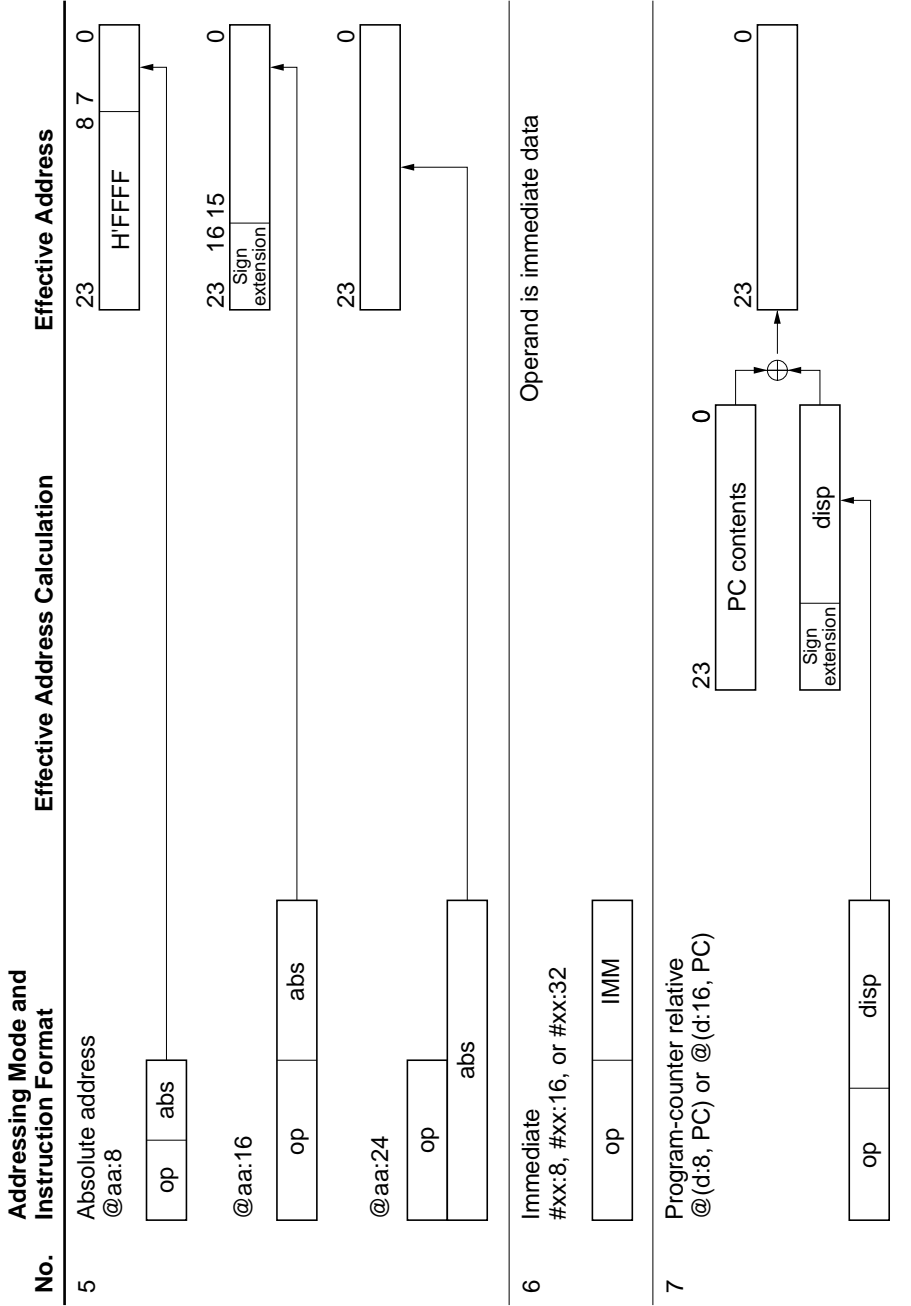 No.
Addressing Mode and
Instruction Format
Effective Address Calculation
Effective Address
5
Absolute address
@aa:8
op
abs
23
8 7
0
H'FFFF
@aa:16
op
abs
23
16 15
0
Sign
extension
@aa:24
op
abs
23
0
6
Immediate
#xx:8, #xx:16, or #xx:32
op
IMM
Operand is immediate data
7
Program-counter relative
@(d:8, PC) or @(d:16, PC)
op
disp
23
0
PC contents
Sign
extension
disp
23
0